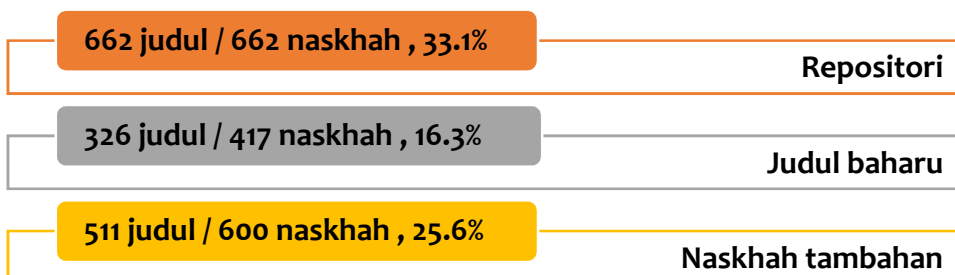 662 judul / 662 naskhah , 33.1%
Repositori
326 judul / 417 naskhah , 16.3%
Judul baharu
511 judul / 600 naskhah , 25.6%
Naskhah tambahan